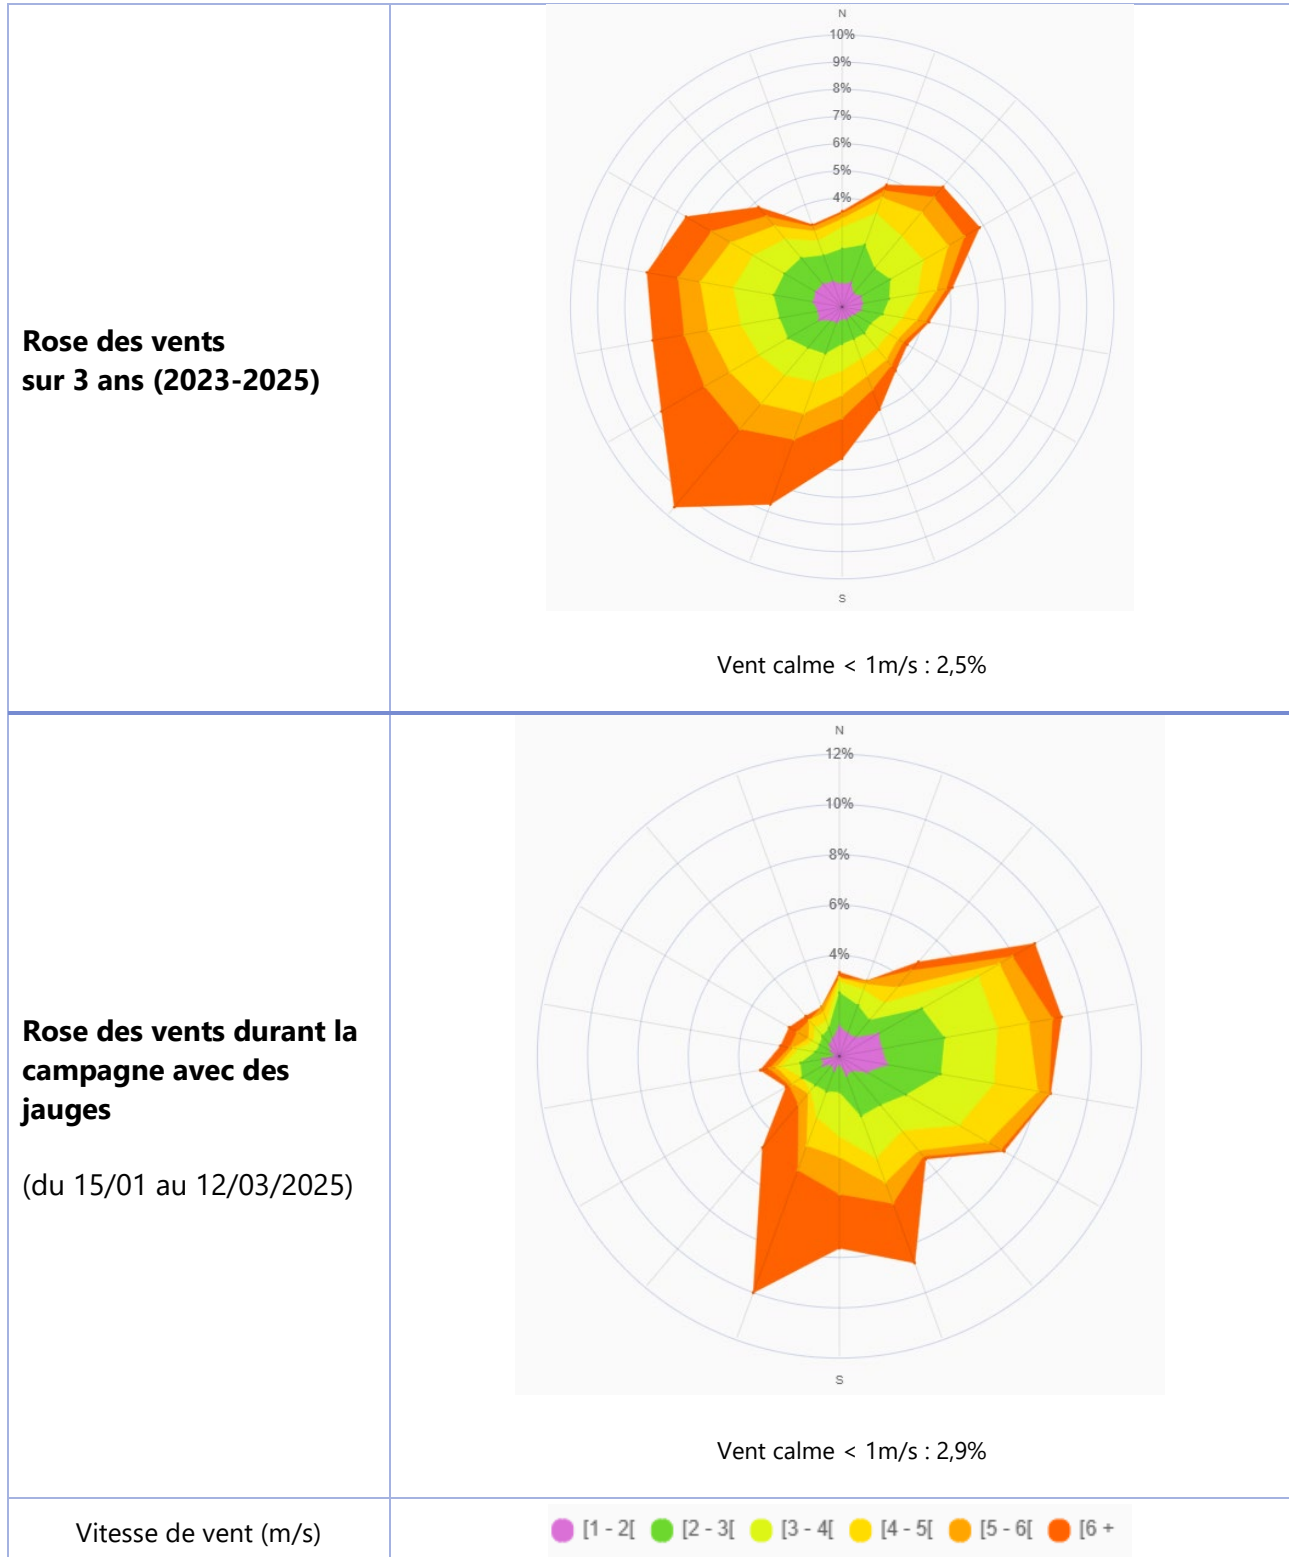 Rose des vents
sur 3 ans (2023-2025)
N
10%
9%
8%
7%
6%
5%
4%
S
Vent calme < 1m/s : 2,5%
Rose des vents durant la
campagne avec des
jauges
(du 15/01 au 12/03/2025)
N
12%
10%
8%
6%
4%
S
Vent calme < 1m/s : 2,9%
Vitesse de vent (m/s)
[1 - 2[ [2 - 3[ [3 - 4[ [4 - 5[ [5 - 6[ [6 +